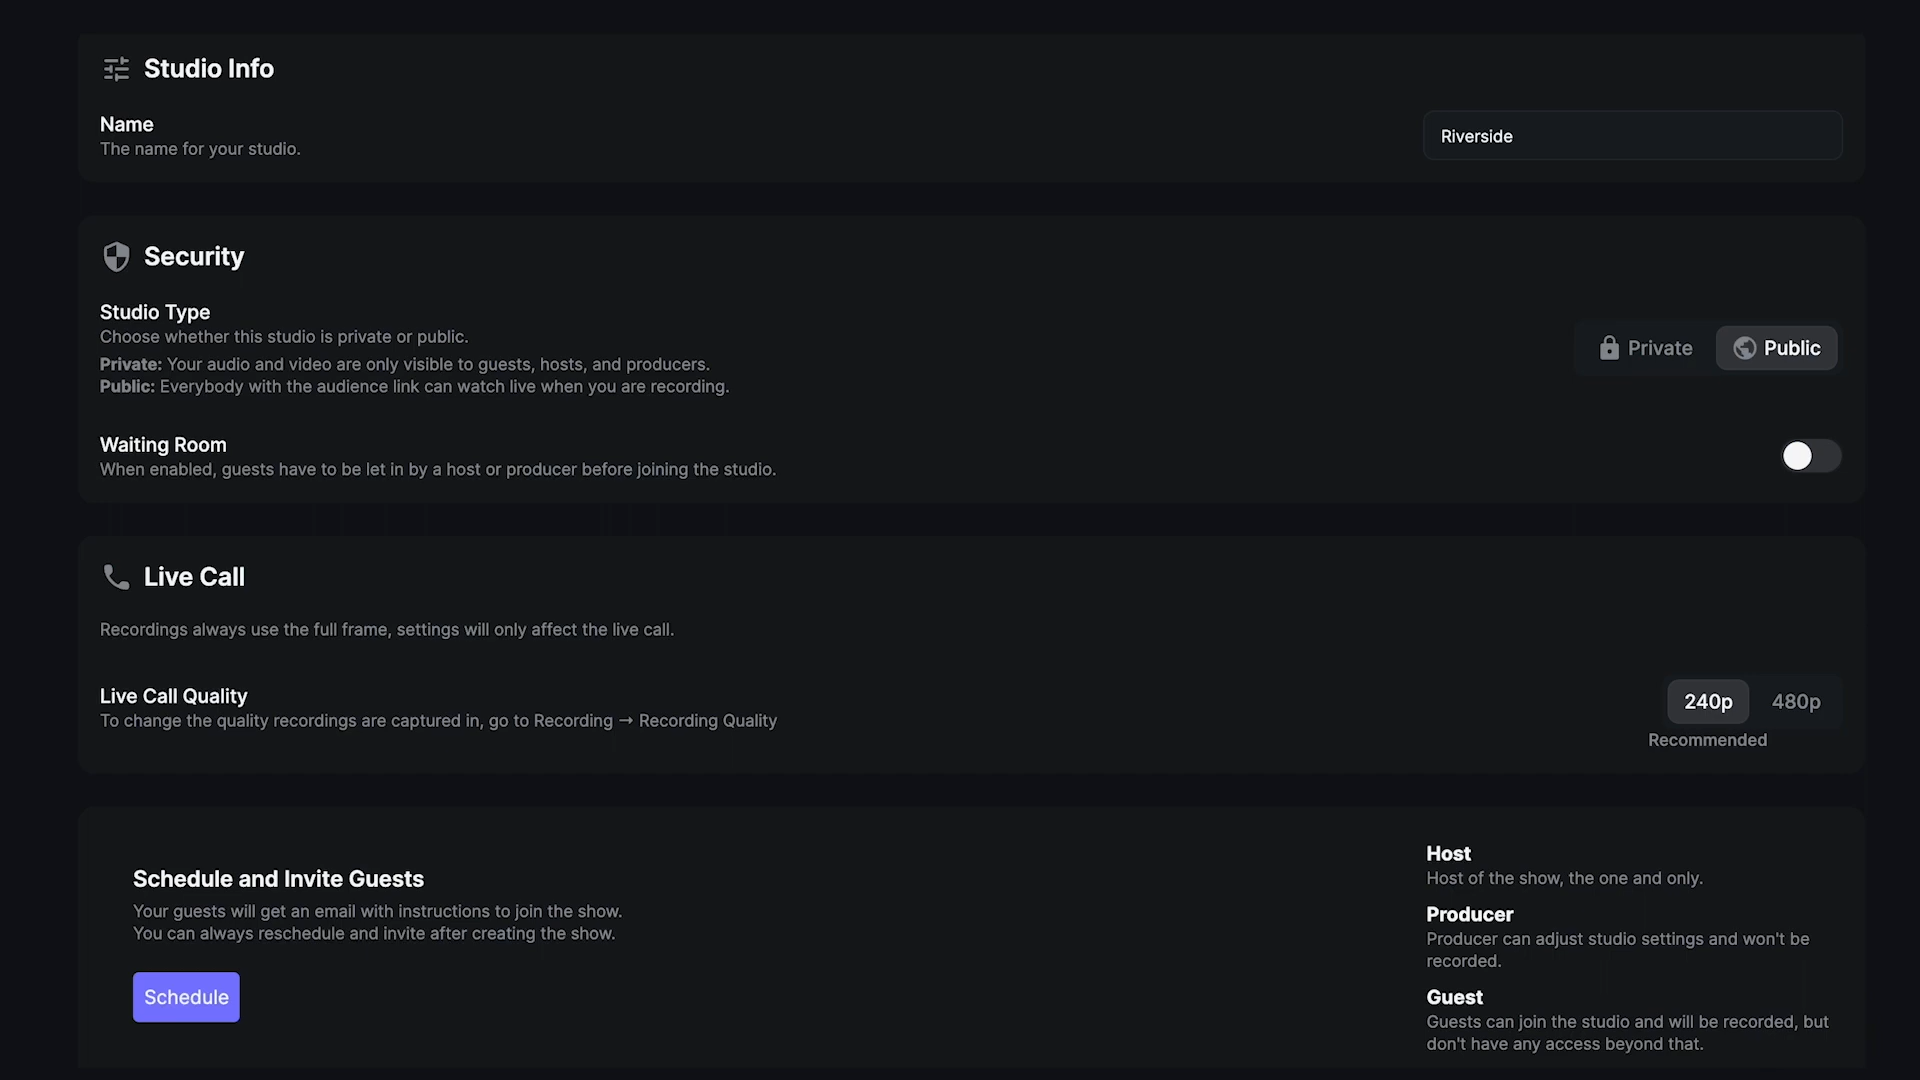 Studio Info
Name
The name for your studio.
Riverside
Security
Studio Type
Choose whether this studio is private or public.
Private: Your audio and video are only visible to guests, hosts, and producers.
Public: Everybody with the audience link can watch live when you are recording.
Private
Public
Waiting Room
When enabled, guests have to be let in by a host or producer before joining the studio.
Live Call
Recordings always use the full frame, settings will only affect the live call.
Live Call Quality
To change the quality recordings are captured in, go to Recording → Recording Quality
240p
480p
Recommended
Schedule and Invite Guests
Your guests will get an email with instructions to join the show.
You can always reschedule and invite after creating the show.
Schedule
Host
Host of the show, the one and only.
Producer
Producer can adjust studio settings and won't be
recorded.
Guest
Guests can join the studio and will be recorded, but
don't have any access beyond that.